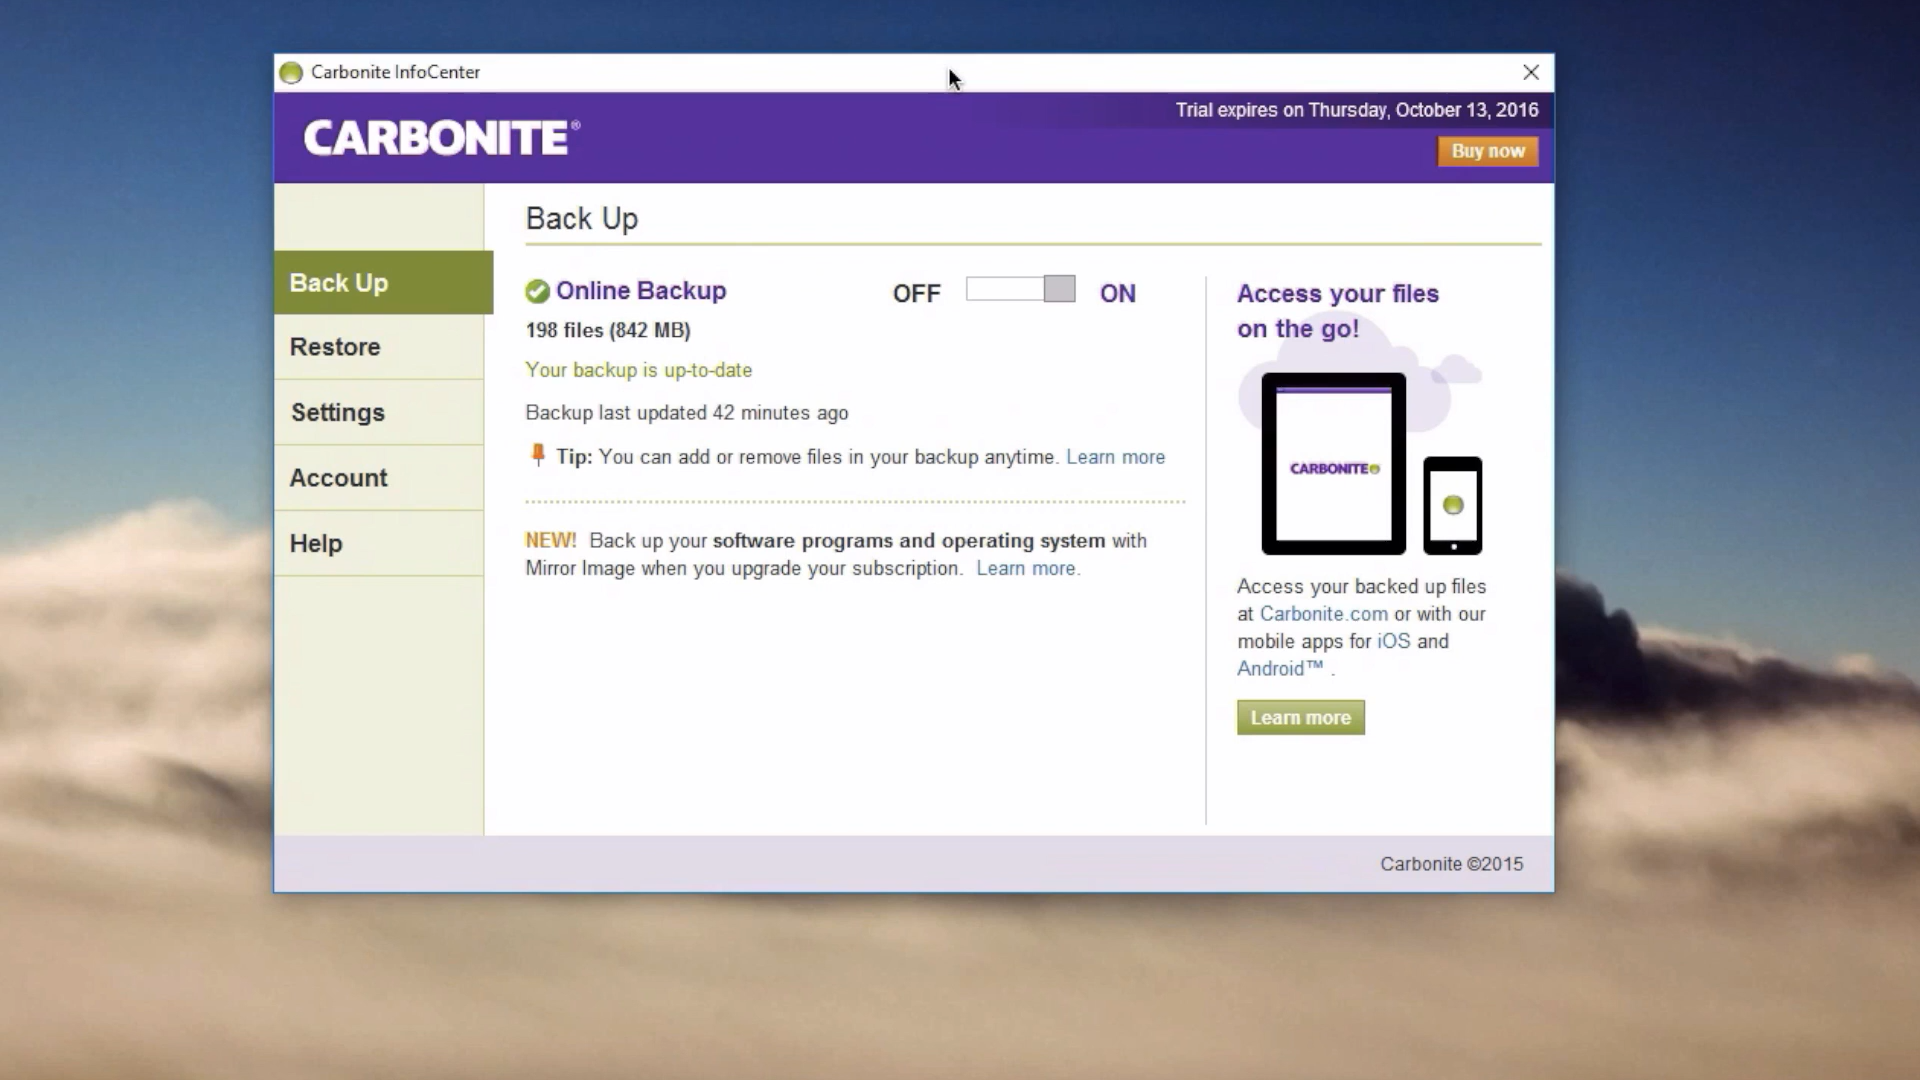 Carbonite InfoCenter
CARBONITE®
Trial expires on Thursday, October 13, 2016
Buy now
Back Up
Restore
Settings
Account
Help
Back Up
Online Backup
OFF
ON
198 files (842 MB)
Your backup is up-to-date
Backup last updated 42 minutes ago
Tip: You can add or remove files in your backup anytime. Learn more
NEW! Back up your software programs and operating system with
Mirror Image when you upgrade your subscription. Learn more.
Access your files
on the go!
CARBONITE
Access your backed up files
at Carbonite.com or with our
mobile apps for iOS and
Android™ .
Learn more
Carbonite ©2015